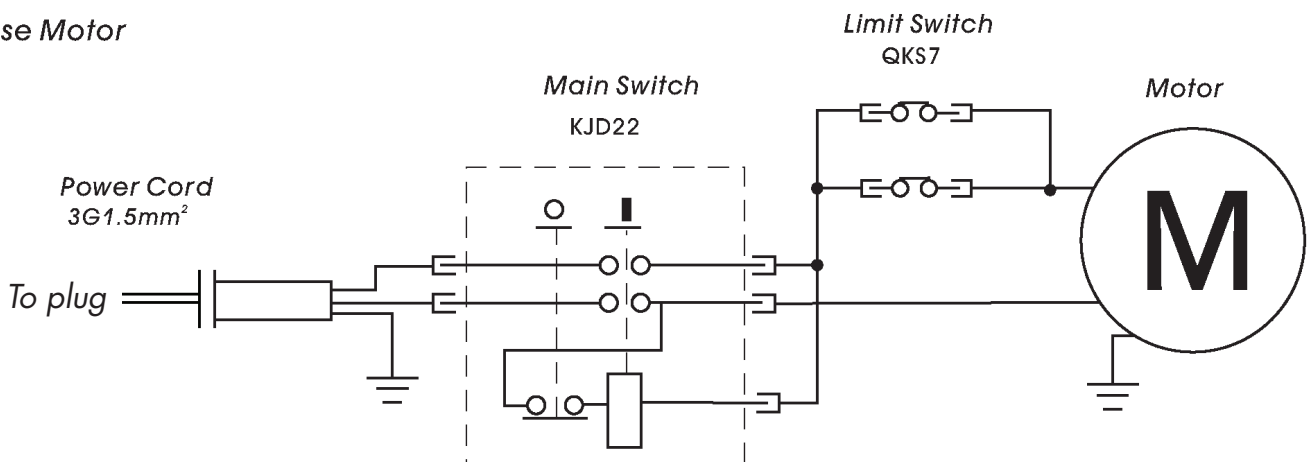 se Motor
Limit Switch
QKS7
Main Switch
KJD22
Motor
Power Cord
3G1.5mm²
To plug
M